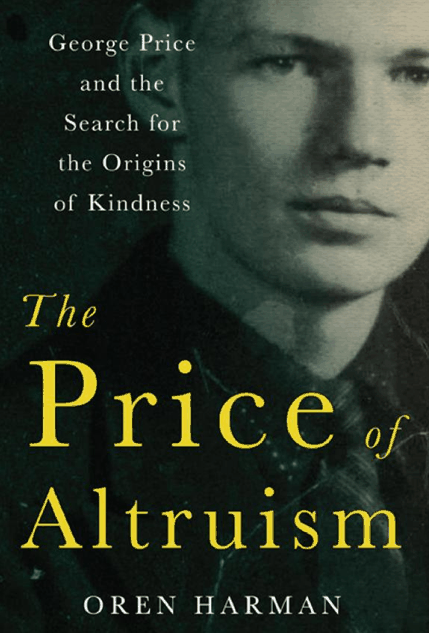 George Price
and the
Search for
the Origins
of Kindness
The
Price of
Altruism
OREN HARMAN